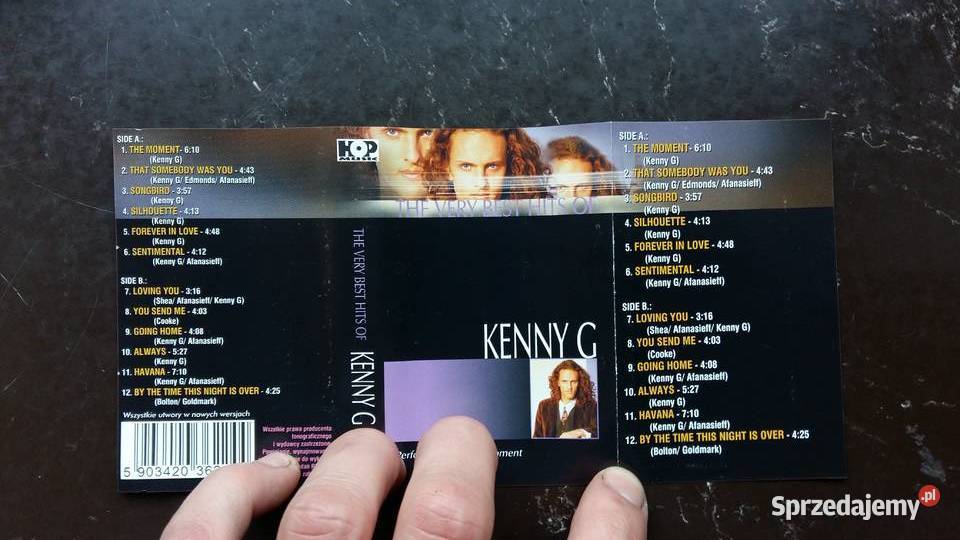 SIDE A.:
1. THE MOMENT- 6:10
(Kenny G)
2. THAT SOMEBODY WAS YOU - 4:43
(Kenny G/ Edmonds/ Afanasieff)
3. SONGBIRD - 3:57
(Kenny G)
4. SILHOUETTE - 4:13
(Kenny G)
5. FOREVER IN LOVE - 4:48
(Kenny G)
6. SENTIMENTAL - 4:12
(Kenny G/ Afanasieff)
SIDE B.:
7. LOVING YOU - 3:16
(Shea/ Afanasieff/ Kenny G)
8. YOU SEND ME - 4:03
(Cooke)
9. GOING HOME - 4:08
(Kenny G/ Afanasieff)
10. ALWAYS - 5:27
(Kenny G)
11. HAVANA - 7:10
(Kenny G/ Afanasieff)
12. BY THE TIME THIS NIGHT IS OVER - 4:25
(Bolton/ Goldmark)
Wszystkie utwory w nowych wersjach
5 903420 36
Wszelkie prawa producenta
fonograficznego
i wydawcy zastrzeżone.
THE VERY BEST HITS OF KENNY G
HOP
MUSIC
THE VERY BEST HITS OF
KENNY G
SIDE A.:
1. THE MOMENT- 6:10
(Kenny G)
2. THAT SOMEBODY WAS YOU - 4:43
(Kenny G/ Edmonds/ Afanasieff)
3. SONGBIRD - 3:57
(Kenny G)
4. SILHOUETTE - 4:13
(Kenny G)
5. FOREVER IN LOVE - 4:48
(Kenny G)
6. SENTIMENTAL - 4:12
(Kenny G/ Afanasieff)
SIDE B.:
7. LOVING YOU - 3:16
(Shea/ Afanasieff/ Kenny G)
8. YOU SEND ME - 4:03
(Cooke)
9. GOING HOME - 4:08
(Kenny G/ Afanasieff)
10. ALWAYS - 5:27
(Kenny G)
11. HAVANA - 7:10
(Kenny G/ Afanasieff)
12. BY THE TIME THIS NIGHT IS OVER - 4:25
(Bolton/ Goldmark)
Sprzedajemy.pl